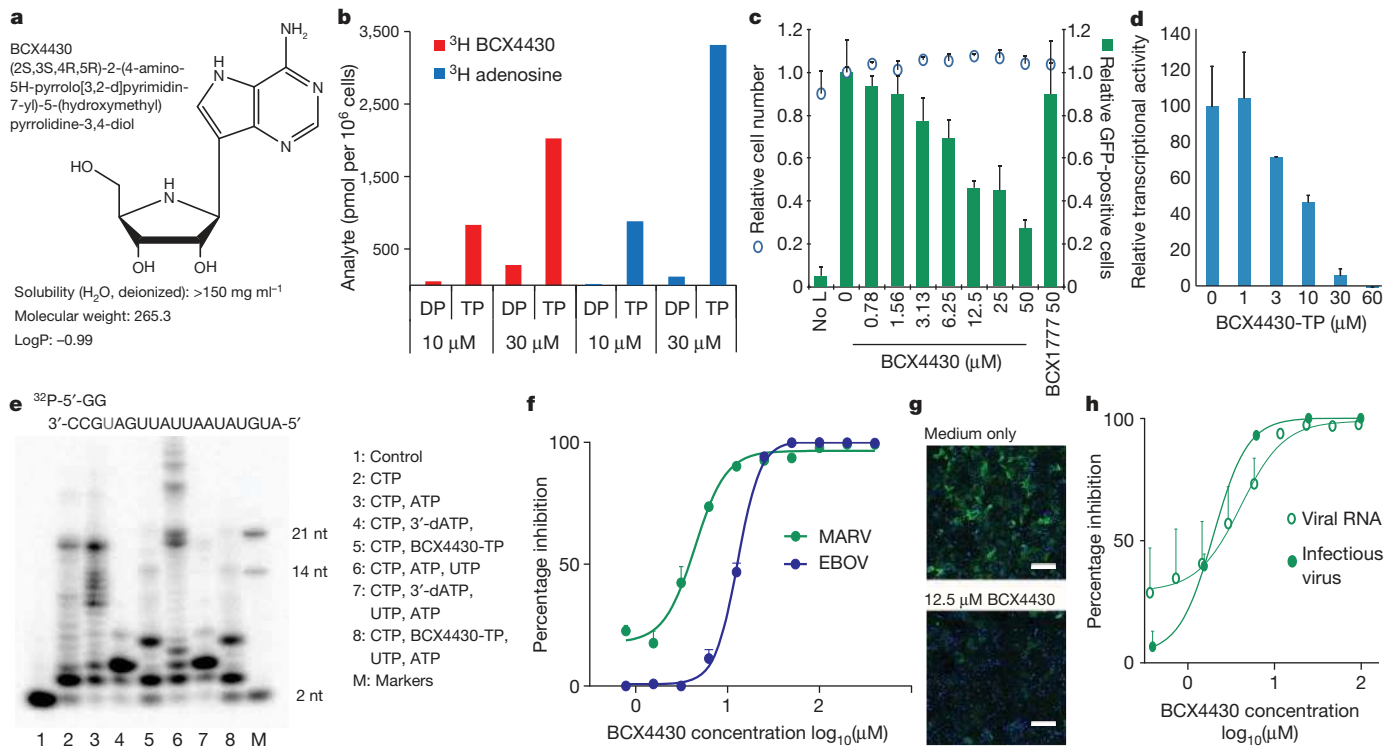 a
BCX4430
(2S,3S,4R,5R)-2-(4-amino-
5H-pyrrolo[3,2-d]pyrimidin-
7-yl)-5-(hydroxymethyl)
pyrrolidine-3,4-diol
NH₂
H
N
N
N
HO
H
N
OH
OH
Solubility (H₂O, deionized): >150 mg ml⁻¹
Molecular weight: 265.3
LogP: –0.99
b
Analyte (pmol per 10⁶ cells)
3,500
2,500
1,500
500
³H BCX4430
³H adenosine
DP TP DP TP DP TP DP TP
10 μM 30 μM 10 μM 30 μM
c
Relative cell number
1.2
1.0
0.8
0.6
0.4
0.2
0
1.2
1.0
0.8
0.6
0.4
0.2
0
Relative GFP-positive cells
No L 0 0.78 1.56 3.13 6.25 12.5 25 50 BCX1777 50
BCX4430 (μM)
d
Relative transcriptional activity
140
120
100
80
60
40
20
0
0 1 3 10 30 60
BCX4430-TP (μM)
e
³²P-5′-GG
3′-CCGUAGUUAUUAAUAUGUA-5′
21 nt
14 nt
2 nt
1 2 3 4 5 6 7 8 M
1: Control
2: CTP
3: CTP, ATP
4: CTP, 3′-dATP,
5: CTP, BCX4430-TP
6: CTP, ATP, UTP
7: CTP, 3′-dATP,
UTP, ATP
8: CTP, BCX4430-TP,
UTP, ATP
M: Markers
f
Percentage inhibition
100
50
0
0 1 2
MARV
EBOV
BCX4430 concentration log₁₀(μM)
g
Medium only
12.5 μM BCX4430
h
Percentage inhibition
100
50
0
0 1 2
Viral RNA
Infectious
virus
BCX4430 concentration
log₁₀(μM)